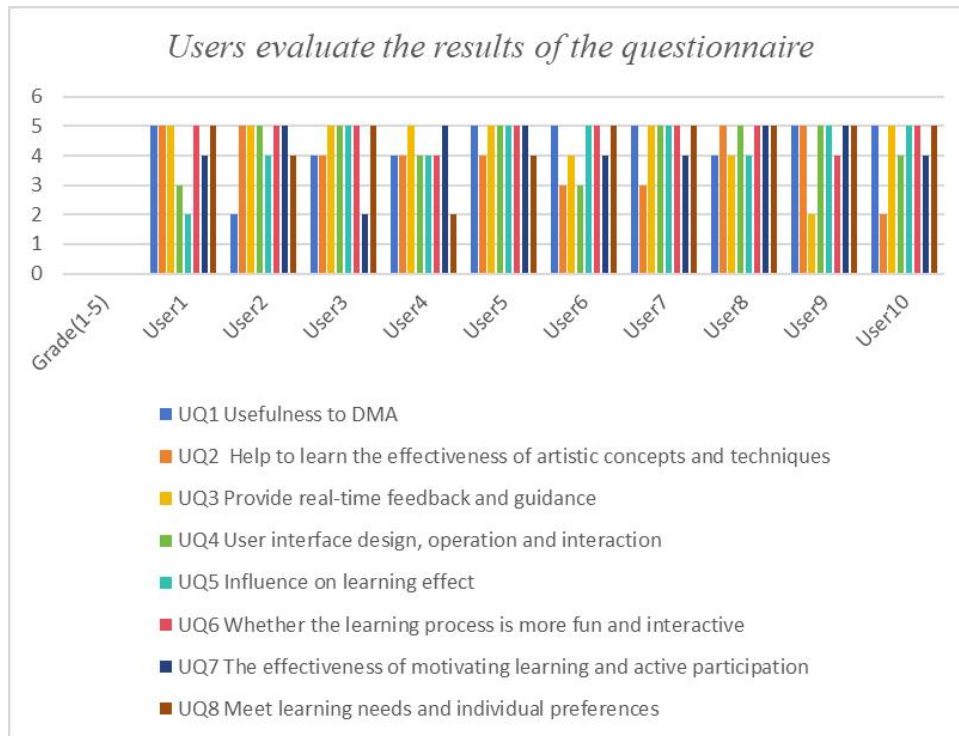 Users evaluate the results of the questionnaire
6
5
4
3
2
1
0
Grade(1-5)
User1
User2
User3
User4
User5
User6
User7
User8
User9
User10
UQ1 Usefulness to DMA
UQ2  Help to learn the effectiveness of artistic concepts and techniques
UQ3 Provide real-time feedback and guidance
UQ4 User interface design, operation and interaction
UQ5 Influence on learning effect
UQ6 Whether the learning process is more fun and interactive
UQ7 The effectiveness of motivating learning and active participation
UQ8 Meet learning needs and individual preferences